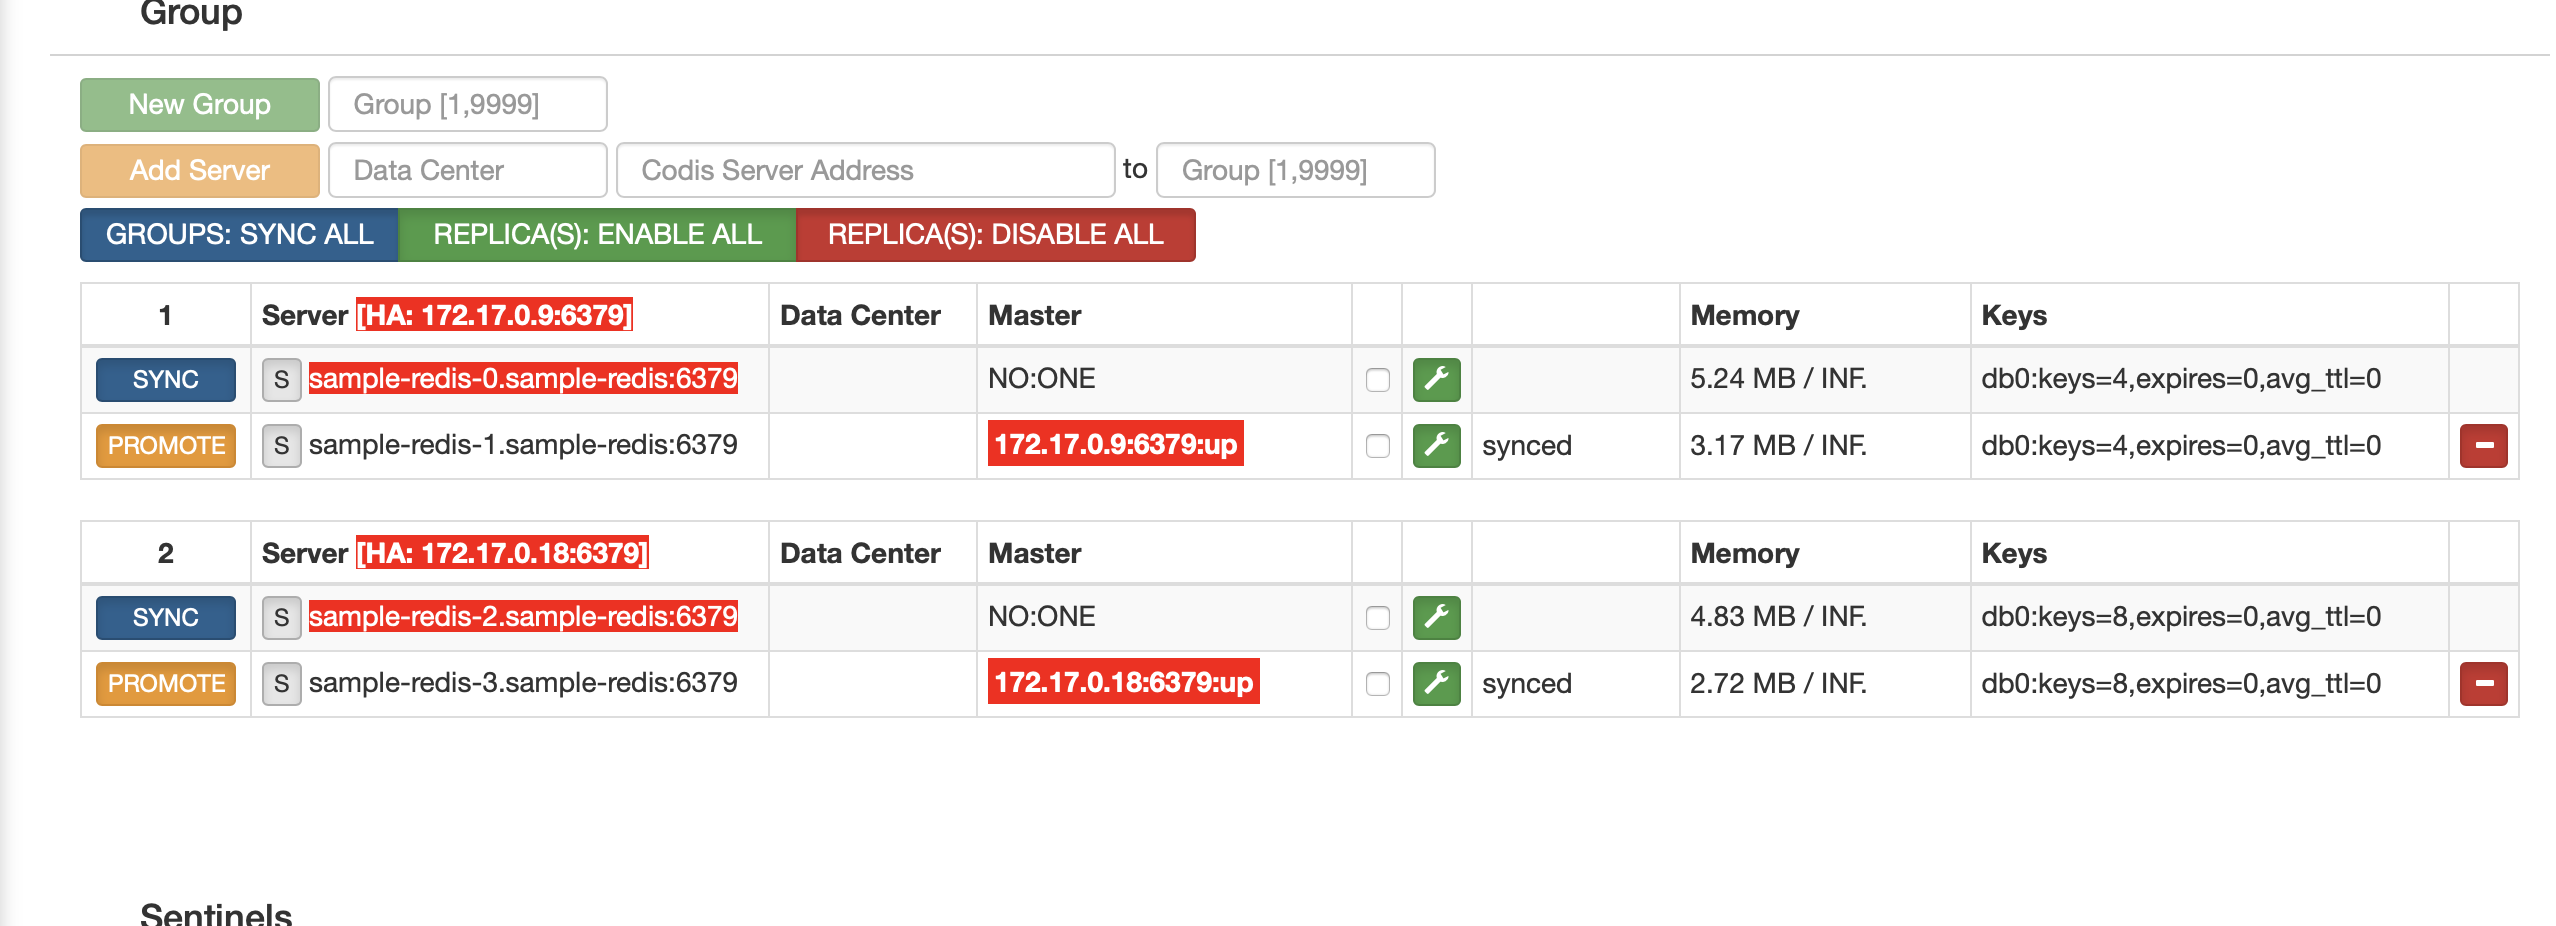 Group
New Group Group [1,9999]
Add Server Data Center Codis Server Address to Group [1,9999]
GROUPS: SYNC ALL REPLICA(S): ENABLE ALL REPLICA(S): DISABLE ALL
1 Server [HA: 172.17.0.9:6379] Data Center Master Memory Keys
SYNC S sample-redis-0.sample-redis:6379 NO:ONE 5.24 MB / INF. db0:keys=4,expires=0,avg_ttl=0
PROMOTE S sample-redis-1.sample-redis:6379 172.17.0.9:6379:up synced 3.17 MB / INF. db0:keys=4,expires=0,avg_ttl=0
2 Server [HA: 172.17.0.18:6379] Data Center Master Memory Keys
SYNC S sample-redis-2.sample-redis:6379 NO:ONE 4.83 MB / INF. db0:keys=8,expires=0,avg_ttl=0
PROMOTE S sample-redis-3.sample-redis:6379 172.17.0.18:6379:up synced 2.72 MB / INF. db0:keys=8,expires=0,avg_ttl=0
Sentinels